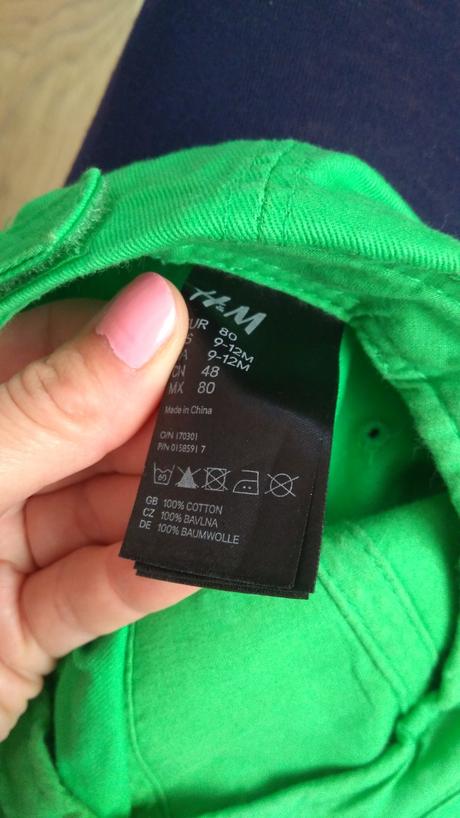 H&M
UR 80
S 9-12M
A 9-12M
CN 48
MX 80
Made in China
O/N 170301
P/N 0158591 7
60
GB 100% COTTON
CZ 100% BAVLNA
DE 100% BAUMWOLLE